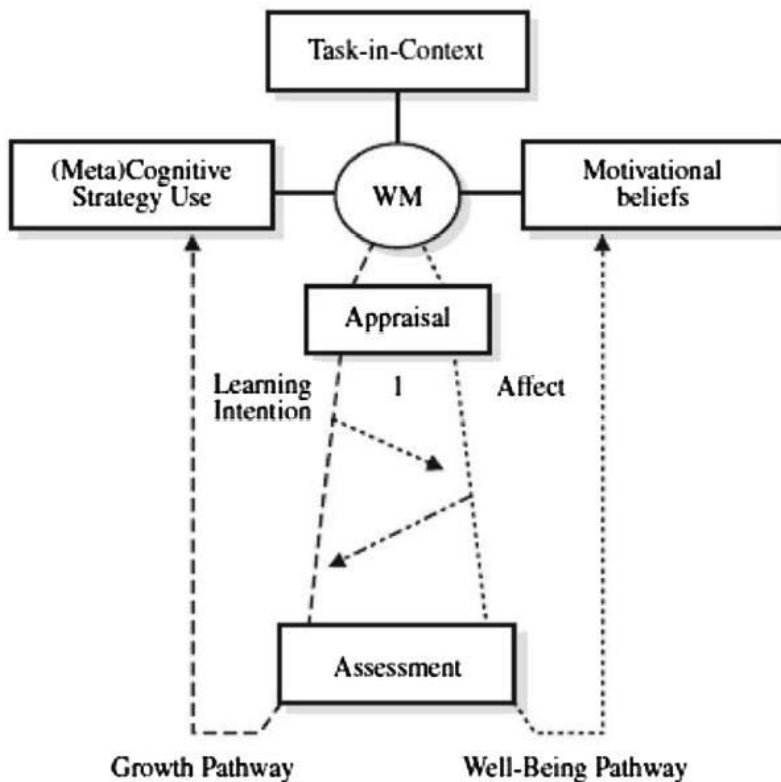 Task-in-Context
(Meta)Cognitive
Strategy Use
WM
Motivational
beliefs
Appraisal
Learning
Intention
1
Affect
Assessment
Growth Pathway
Well-Being Pathway